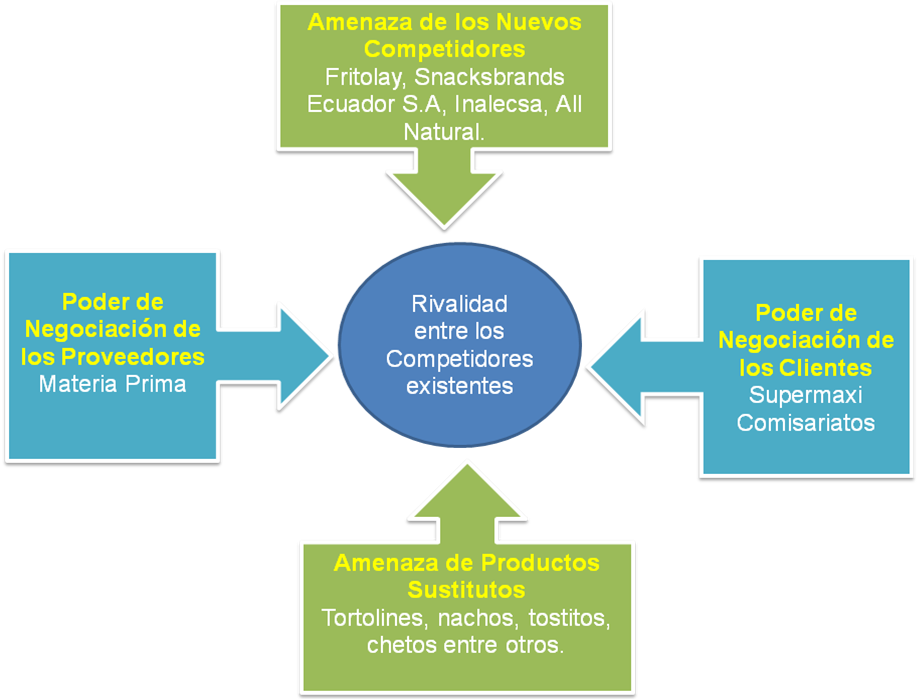 Amenaza de los Nuevos
Competidores
Fritolay, Snacksbrands
Ecuador S.A, Inalecsa, All
Natural.
Poder de
Negociación de
los Proveedores
Materia Prima
Rivalidad
entre los
Competidores
existentes
Poder de
Negociación de
los Clientes
Supermaxi
Comisariatos
Amenaza de Productos
Sustitutos
Tortolines, nachos, tostitos,
chetos entre otros.